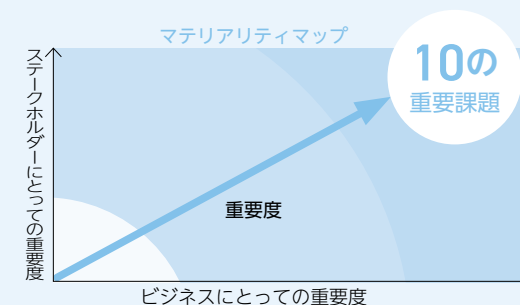 マテリアリティマップ
10の
重要課題
ステークホルダーにとっての重要度
重要度
ビジネスにとっての重要度